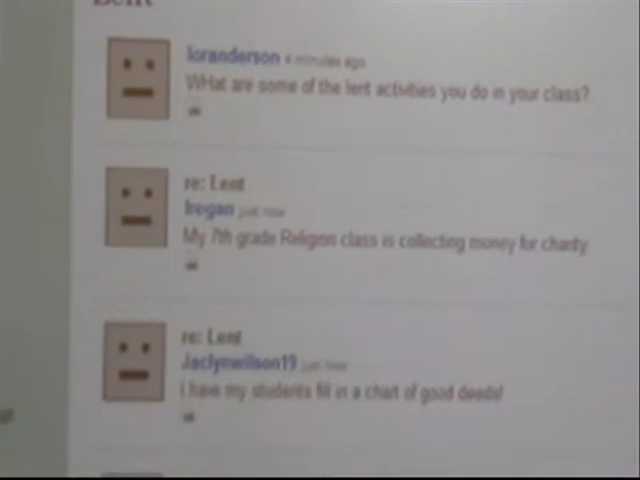 Lent
loranderson 4 minutes ago
WHat are some of the lent activities you do in your class?
re: Lent
lregan just now
My 7th grade Religion class is collecting money for charity
re: Lent
Jaclynwilson19 just now
I have my students fill in a chart of good deeds!